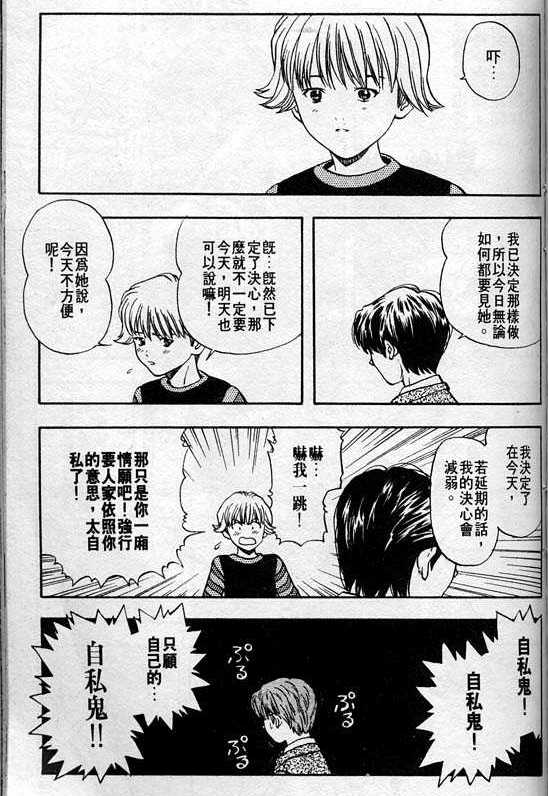 吓…
我已決定那樣做
，所以今日無論
如何都要見她。
既…既然已下
定了決心，那
麼就不一定要
今天，明天也
可以說嘛！
因為她說，
今天不方便
呢！
我決定了
在今天，
若延期的話，
我的決心會
減弱。
嚇…
嚇我一跳！
那只是你一廂
情願吧！強行
要人家依照你
的意思，太自
私了！
自私鬼！
自私鬼！
ぷる
ぷる
ぷる
只顧
自己的…
自私鬼！！